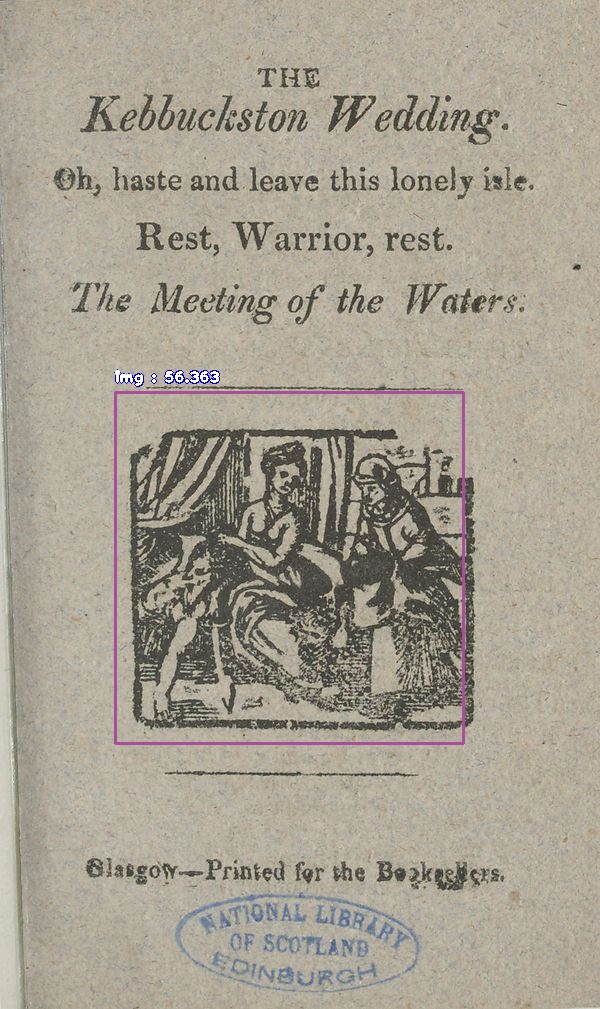 THE
Kebbuckston Wedding.
Oh, haste and leave this lonely isle.
Rest, Warrior, rest.
The Meeting of the Waters.
img : 56.363
Glasgow—Printed for the Booksellers.
NATIONAL LIBRARY
OF SCOTLAND
EDINBURGH